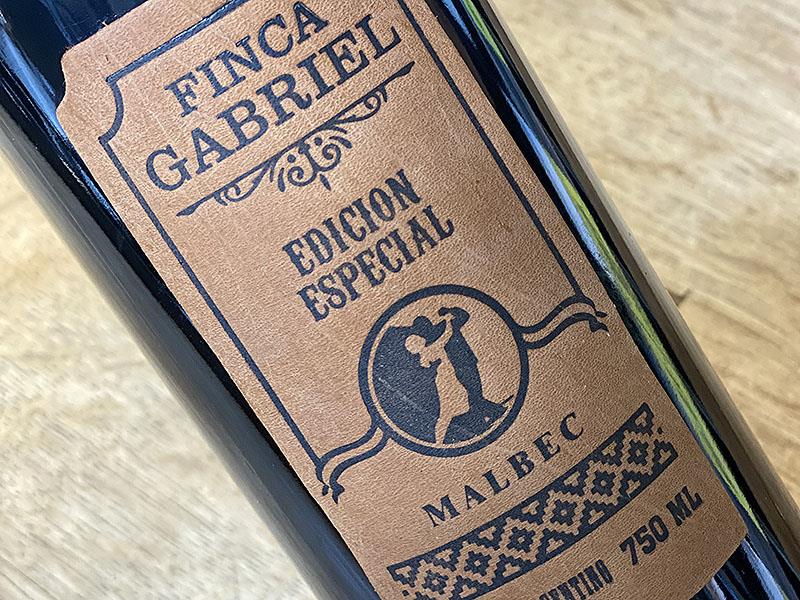 FINCA
GABRIEL
EDICION
ESPECIAL
MALBEC
750 ML